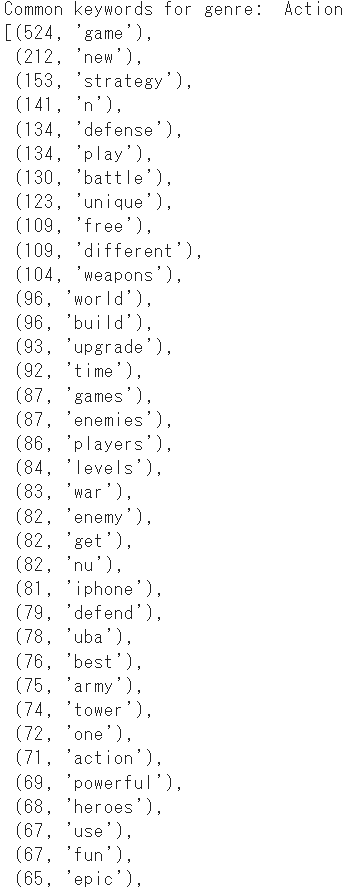 Common keywords for genre:  Action
[(524, 'game'),
 (212, 'new'),
 (153, 'strategy'),
 (141, 'n'),
 (134, 'defense'),
 (134, 'play'),
 (130, 'battle'),
 (123, 'unique'),
 (109, 'free'),
 (109, 'different'),
 (104, 'weapons'),
 (96, 'world'),
 (96, 'build'),
 (93, 'upgrade'),
 (92, 'time'),
 (87, 'games'),
 (87, 'enemies'),
 (86, 'players'),
 (84, 'levels'),
 (83, 'war'),
 (82, 'enemy'),
 (82, 'get'),
 (82, 'nu'),
 (81, 'iphone'),
 (79, 'defend'),
 (78, 'uba'),
 (76, 'best'),
 (75, 'army'),
 (74, 'tower'),
 (72, 'one'),
 (71, 'action'),
 (69, 'powerful'),
 (68, 'heroes'),
 (67, 'use'),
 (67, 'fun'),
 (65, 'epic'),